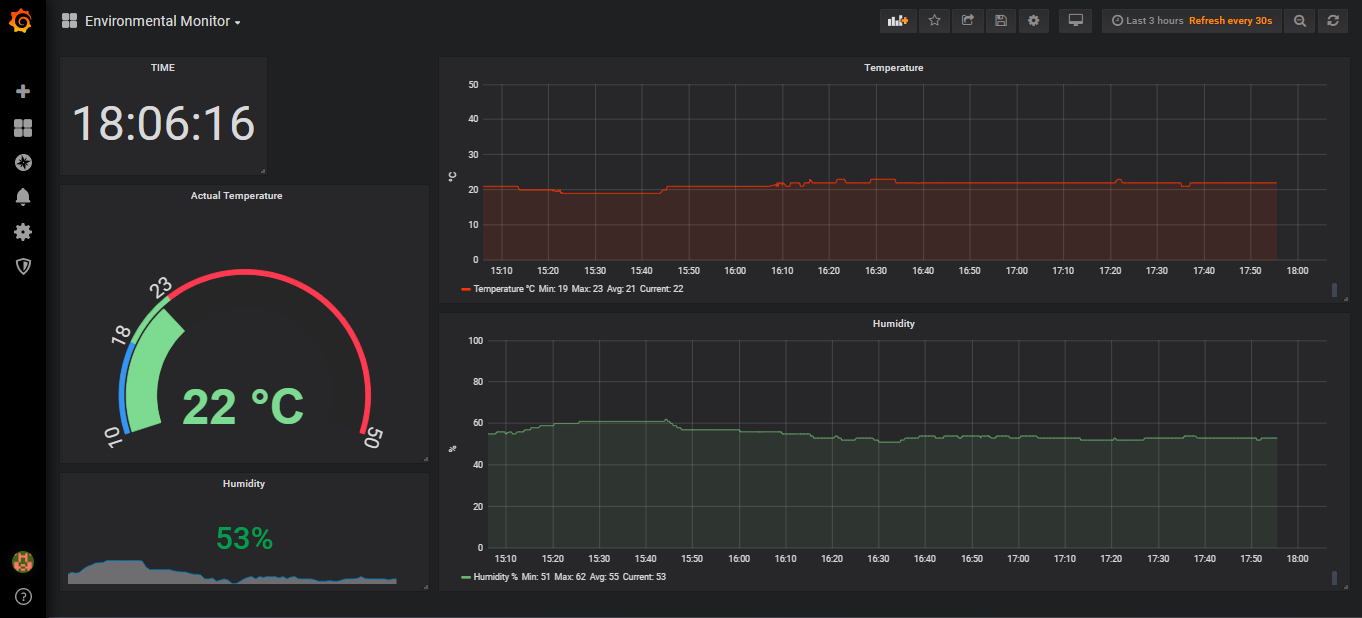 Environmental Monitor
Last 3 hours Refresh every 30s
TIME
18:06:16
Actual Temperature
10
18
23
50
22 °C
Humidity
53%
Temperature
50
40
30
20
10
0
°C
15:10 15:20 15:30 15:40 15:50 16:00 16:10 16:20 16:30 16:40 16:50 17:00 17:10 17:20 17:30 17:40 17:50 18:00
Temperature °C Min: 19 Max: 23 Avg: 21 Current: 22
Humidity
100
80
60
40
20
0
%
15:10 15:20 15:30 15:40 15:50 16:00 16:10 16:20 16:30 16:40 16:50 17:00 17:10 17:20 17:30 17:40 17:50 18:00
Humidity % Min: 51 Max: 62 Avg: 55 Current: 53
?